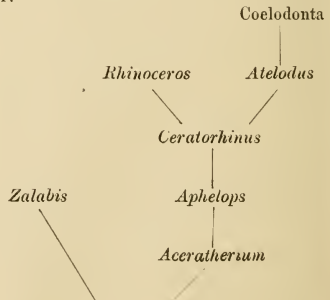 Coelodonta
Rhinoceros Atelodus
Ceratorhinus
Zalabis Aphelops
Aceratherium